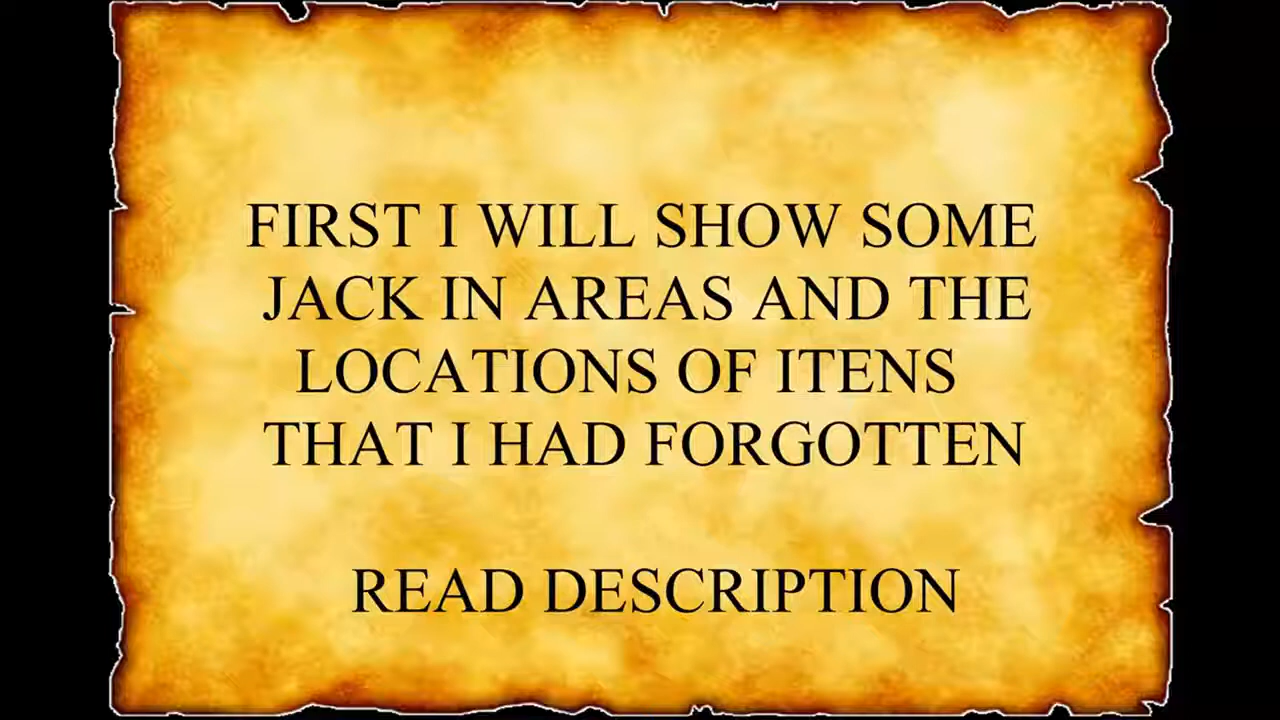 FIRST I WILL SHOW SOME
JACK IN AREAS AND THE
LOCATIONS OF ITENS
THAT I HAD FORGOTTEN
READ DESCRIPTION